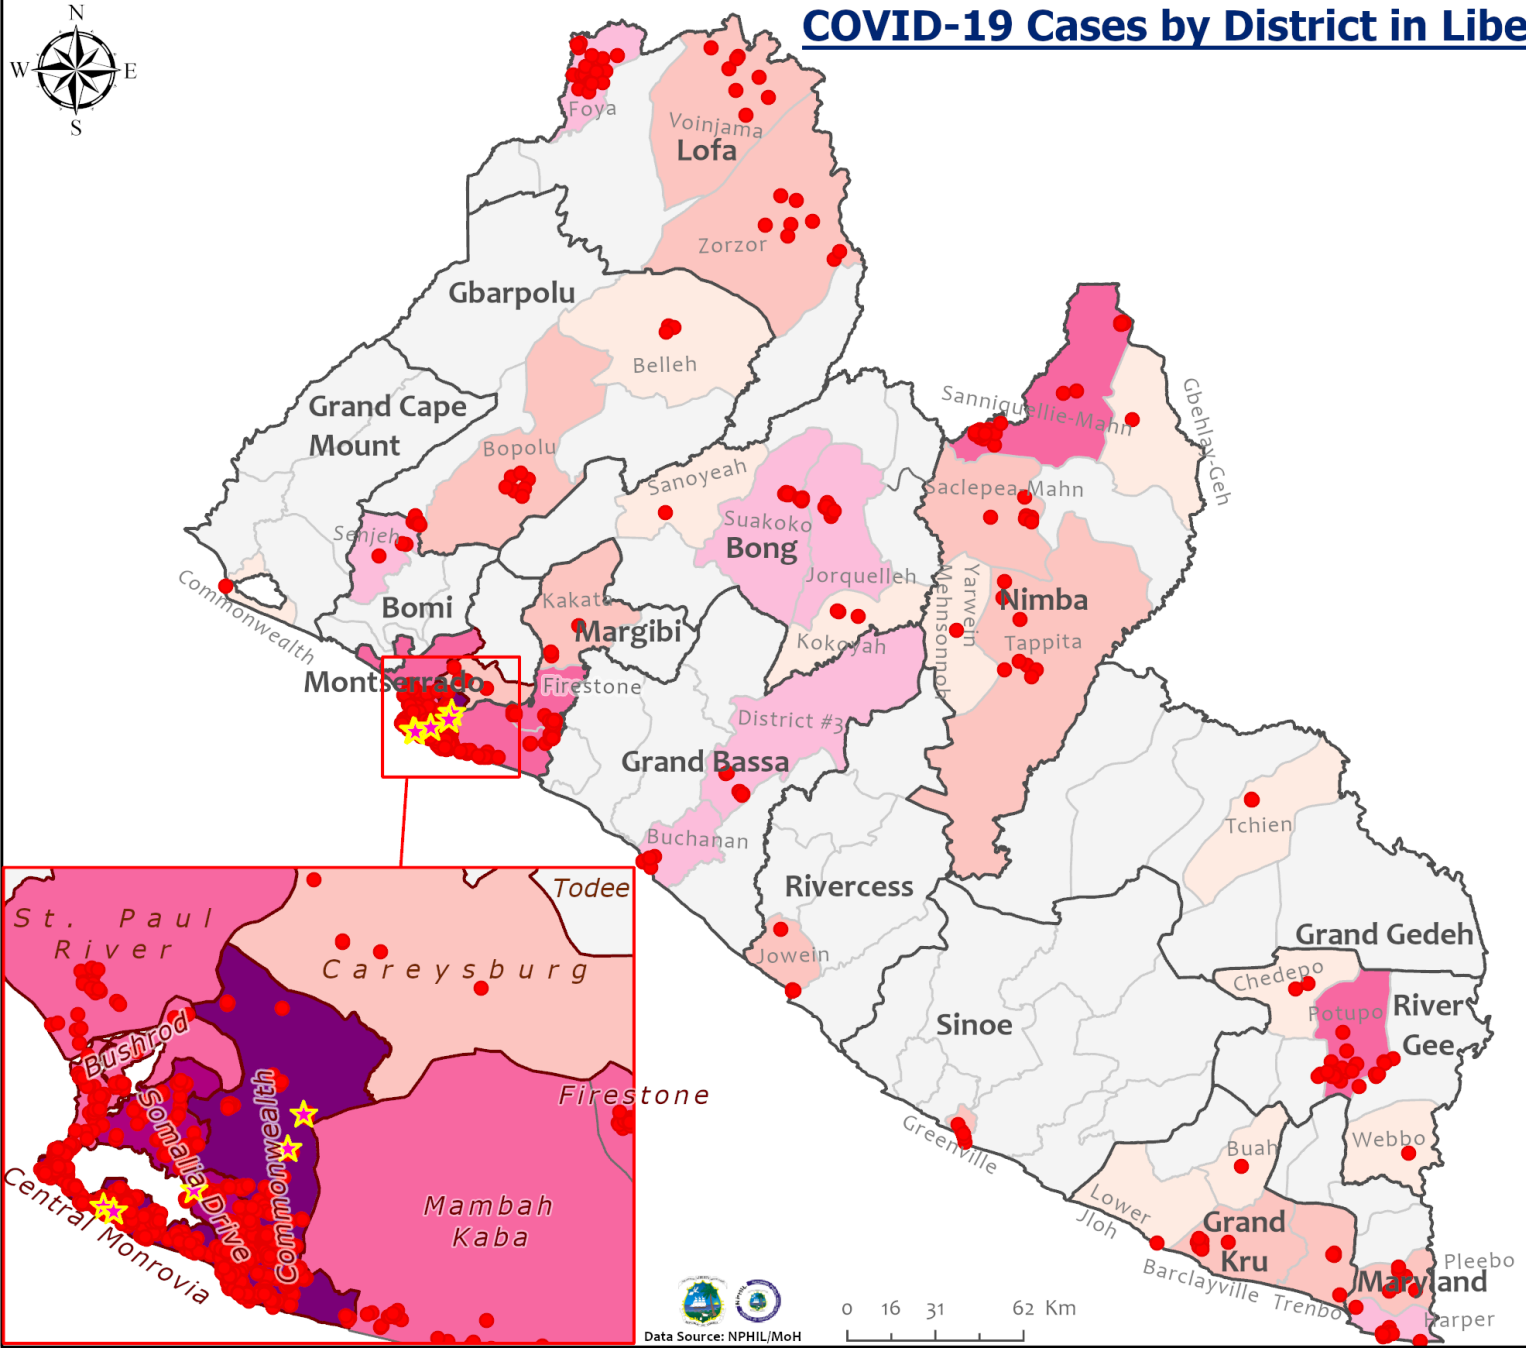 COVID-19 Cases by District in Libe
N
W
E
S
Foya
Voinjama
Lofa
Zorzor
Gbarpolu
Belleh
Grand Cape
Mount
Bopolu
Sanniquellie-Mahn
Gbehlay-Geh
Sanoyeah
Saclepea-Mahn
Suakoko
Bong
Senjeh
Jorquelleh
Commonwealth
Bomi
Kakata
Margibi
Kokoyah
Yarwein
Mehnsonnoh
Nimba
Tappita
Montserrado
Firestone
District #3
Grand Bassa
Buchanan
Tchien
Rivercess
Jowein
Grand Gedeh
Chedepo
Potupo
River
Gee
Sinoe
Greenville
Buah
Webbo
Lower
Jloh
Grand
Kru
Barclayville
Trenbo
Pleebo
Maryland
Harper
Todee
St. Paul
River
Careysburg
Bushrod
Somalia Drive
Commonwealth
Firestone
Mambah
Kaba
Central Monrovia
0 16 31 62 Km
Data Source: NPHIL/MoH